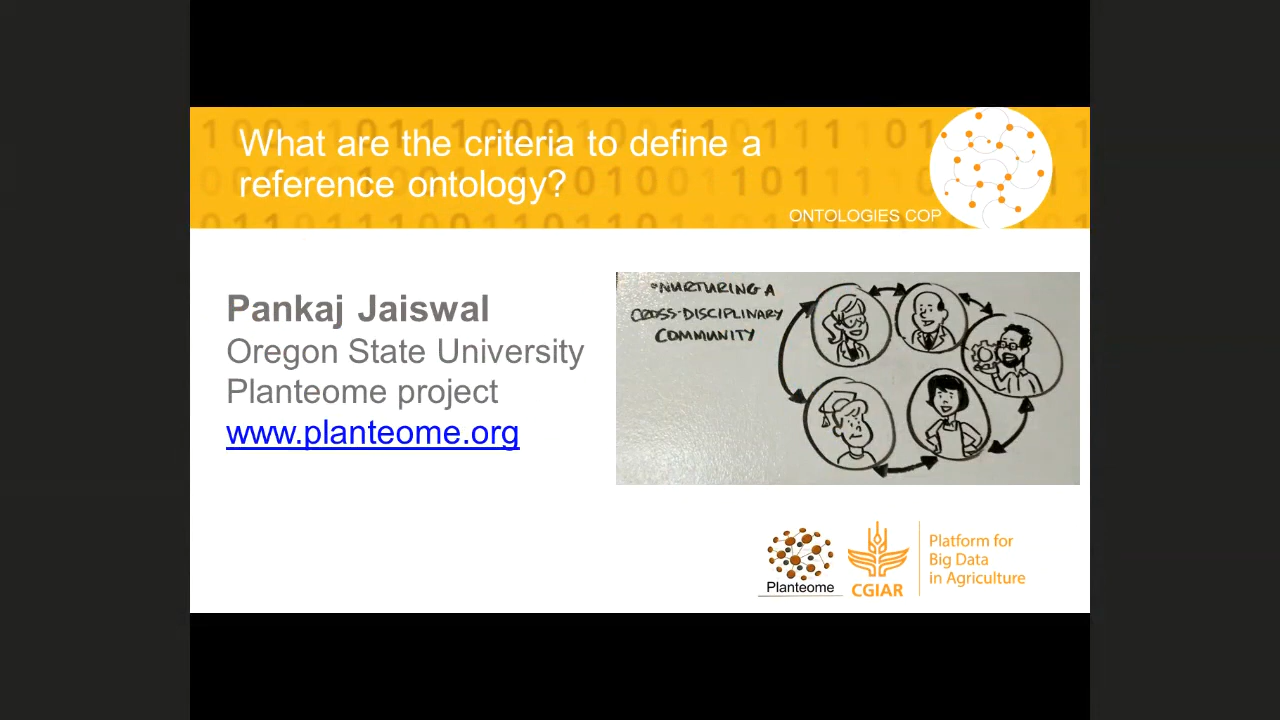 What are the criteria to define a
reference ontology?
ONTOLOGIES COP
Pankaj Jaiswal
Oregon State University
Planteome project
www.planteome.org
NURTURING A
CROSS-DISCIPLINARY
COMMUNITY
Planteome
CGIAR
Platform for
Big Data
in Agriculture